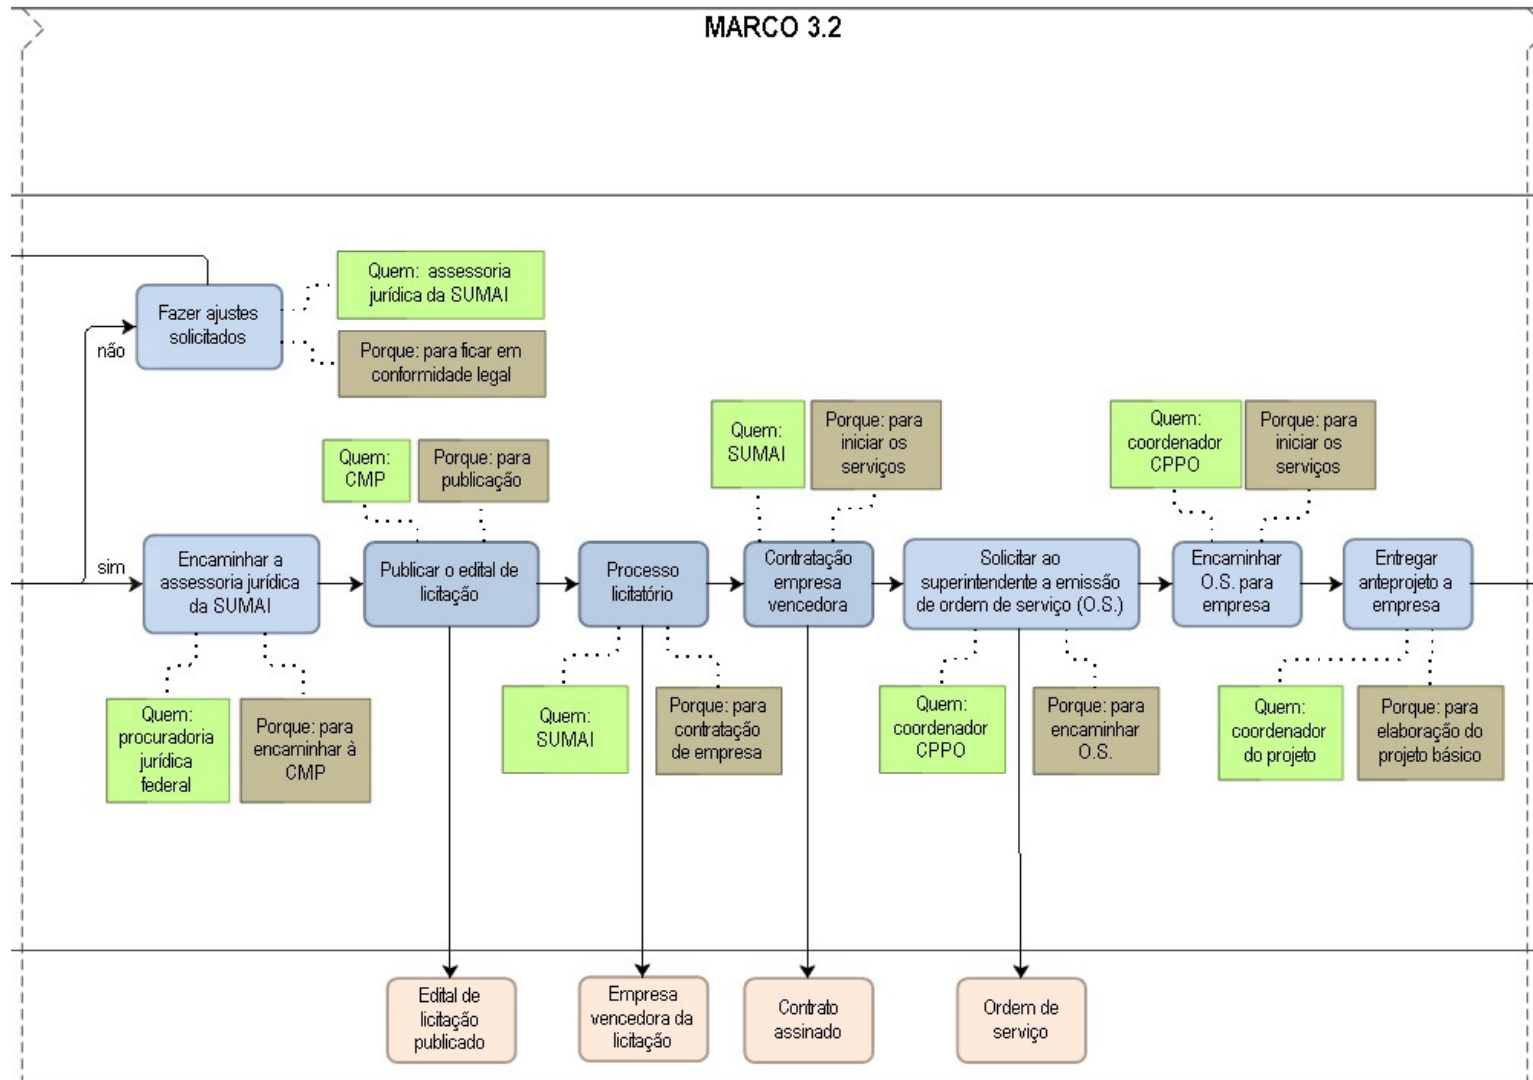 MARCO 3.2
Quem: assessoria
jurídica da SUMAI
Fazer ajustes
solicitados
não
Porque: para ficar em
conformidade legal
Quem:
CMP
Porque: para
publicação
Quem:
SUMAI
Porque: para
iniciar os
serviços
Quem:
coordenador
CPPO
Porque: para
iniciar os
serviços
sim
Encaminhar a
assessoria jurídica
da SUMAI
Publicar o edital de
licitação
Processo
licitatório
Contratação
empresa
vencedora
Solicitar ao
superintendente a emissão
de ordem de serviço (O.S.)
Encaminhar
O.S. para
empresa
Entregar
anteprojeto a
empresa
Quem:
procuradoria
jurídica
federal
Porque: para
encaminhar à
CMP
Quem:
SUMAI
Porque: para
contratação
de empresa
Quem:
coordenador
CPPO
Porque: para
encaminhar
O.S.
Quem:
coordenador
do projeto
Porque: para
elaboração do
projeto básico
Edital de
licitação
publicado
Empresa
vencedora da
licitação
Contrato
assinado
Ordem de
serviço